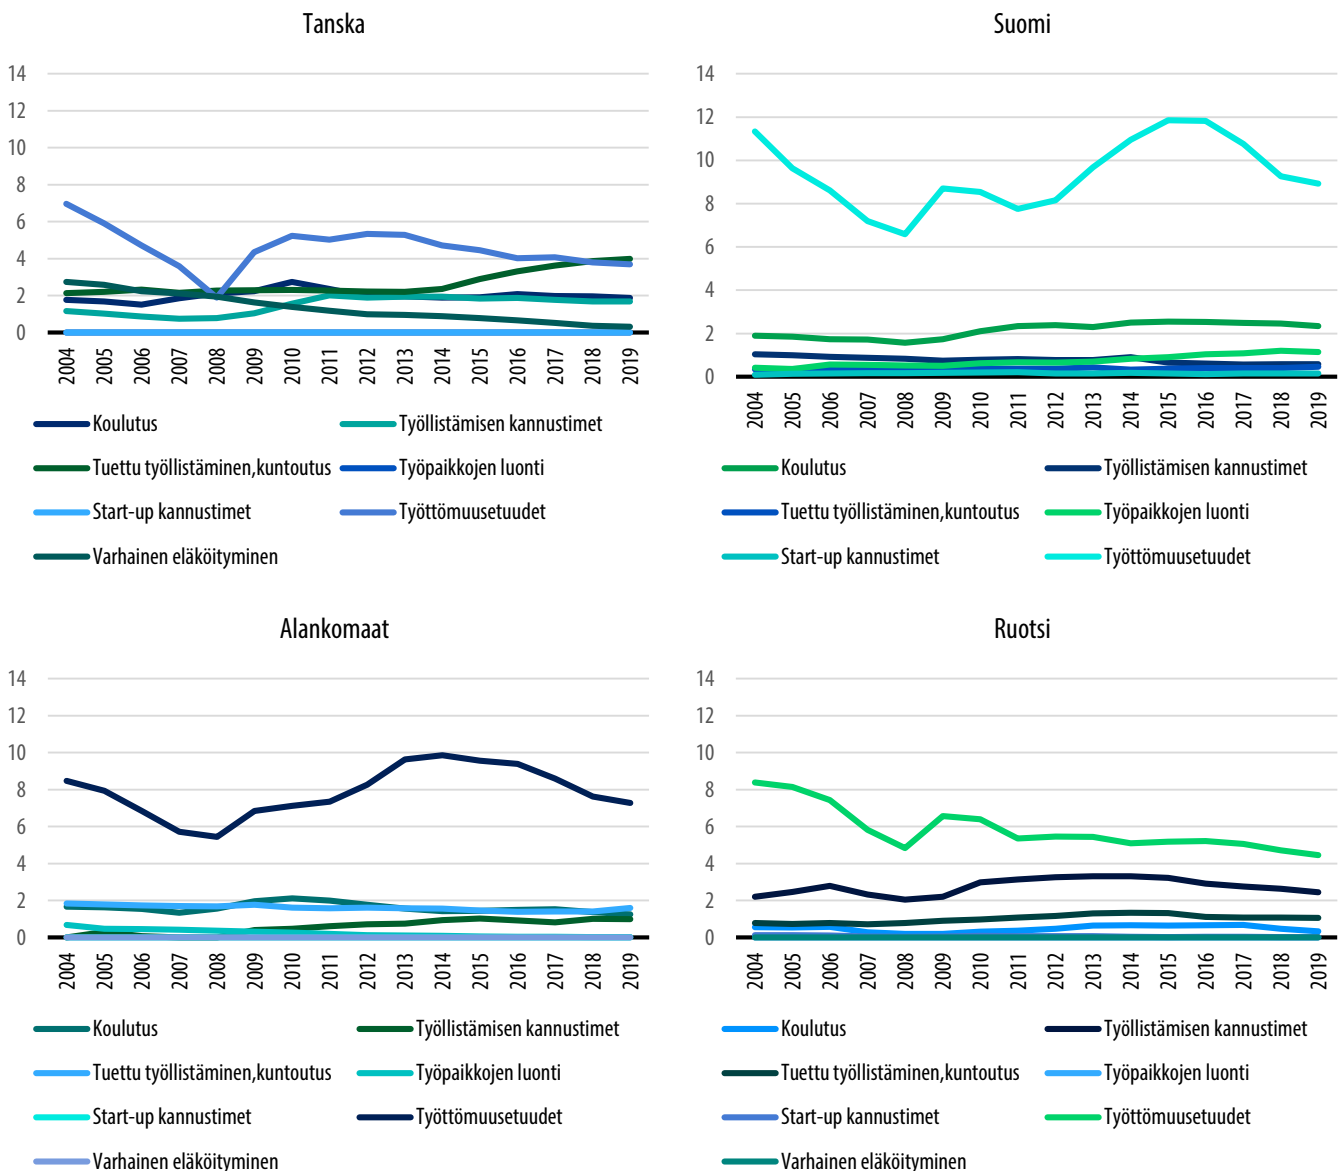 Tanska
14
12
10
8
6
4
2
0
2004 2005 2006 2007 2008 2009 2010 2011 2012 2013 2014 2015 2016 2017 2018 2019
Koulutus Työllistämisen kannustimet
Tuettu työllistäminen,kuntoutus Työpaikkojen luonti
Start-up kannustimet Työttömuusetuudet
Varhainen eläköityminen
Suomi
14
12
10
8
6
4
2
0
2004 2005 2006 2007 2008 2009 2010 2011 2012 2013 2014 2015 2016 2017 2018 2019
Koulutus Työllistämisen kannustimet
Tuettu työllistäminen,kuntoutus Työpaikkojen luonti
Start-up kannustimet Työttömuusetuudet
Alankomaat
14
12
10
8
6
4
2
0
2004 2005 2006 2007 2008 2009 2010 2011 2012 2013 2014 2015 2016 2017 2018 2019
Koulutus Työllistämisen kannustimet
Tuettu työllistäminen,kuntoutus Työpaikkojen luonti
Start-up kannustimet Työttömuusetuudet
Varhainen eläköityminen
Ruotsi
14
12
10
8
6
4
2
0
2004 2005 2006 2007 2008 2009 2010 2011 2012 2013 2014 2015 2016 2017 2018 2019
Koulutus Työllistämisen kannustimet
Tuettu työllistäminen,kuntoutus Työpaikkojen luonti
Start-up kannustimet Työttömuusetuudet
Varhainen eläköityminen